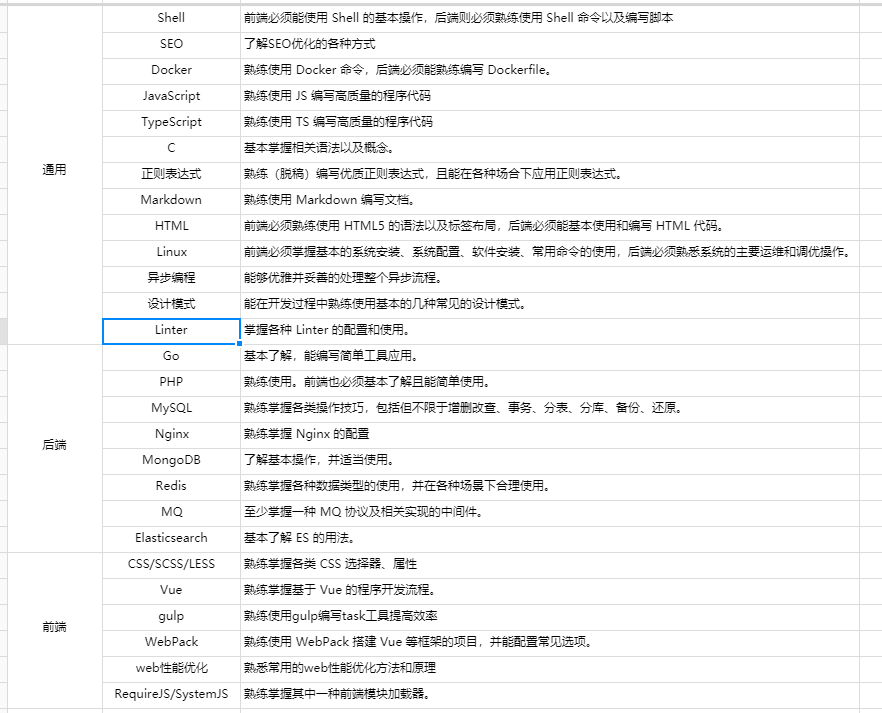 通用
Shell 前端必须能使用 Shell 的基本操作，后端则必须熟练使用 Shell 命令以及编写脚本
SEO 了解SEO优化的各种方式
Docker 熟练使用 Docker 命令，后端必须能熟练编写 Dockerfile。
JavaScript 熟练使用 JS 编写高质量的程序代码
TypeScript 熟练使用 TS 编写高质量的程序代码
C 基本掌握相关语法以及概念。
正则表达式 熟练（脱稿）编写优质正则表达式，且能在各种场合下应用正则表达式。
Markdown 熟练使用 Markdown 编写文档。
HTML 前端必须熟练使用 HTML5 的语法以及标签布局，后端必须能基本使用和编写 HTML 代码。
Linux 前端必须掌握基本的系统安装、系统配置、软件安装、常用命令的使用，后端必须熟悉系统的主要运维和调优操作。
异步编程 能够优雅并妥善的处理整个异步流程。
设计模式 能在开发过程中熟练使用基本的几种常见的设计模式。
Linter 掌握各种 Linter 的配置和使用。
后端
Go 基本了解，能编写简单工具应用。
PHP 熟练使用。前端也必须基本了解且能简单使用。
MySQL 熟练掌握各类操作技巧，包括但不限于增删改查、事务、分表、分库、备份、还原。
Nginx 熟练掌握 Nginx 的配置
MongoDB 了解基本操作，并适当使用。
Redis 熟练掌握各种数据类型的使用，并在各种场景下合理使用。
MQ 至少掌握一种 MQ 协议及相关实现的中间件。
Elasticsearch 基本了解 ES 的用法。
前端
CSS/SCSS/LESS 熟练掌握各类 CSS 选择器、属性
Vue 熟练掌握基于 Vue 的程序开发流程。
gulp 熟练使用gulp编写task工具提高效率
WebPack 熟练使用 WebPack 搭建 Vue 等框架的项目，并能配置常见选项。
web性能优化 熟悉常用的web性能优化方法和原理
RequireJS/SystemJS 熟练掌握其中一种前端模块加载器。